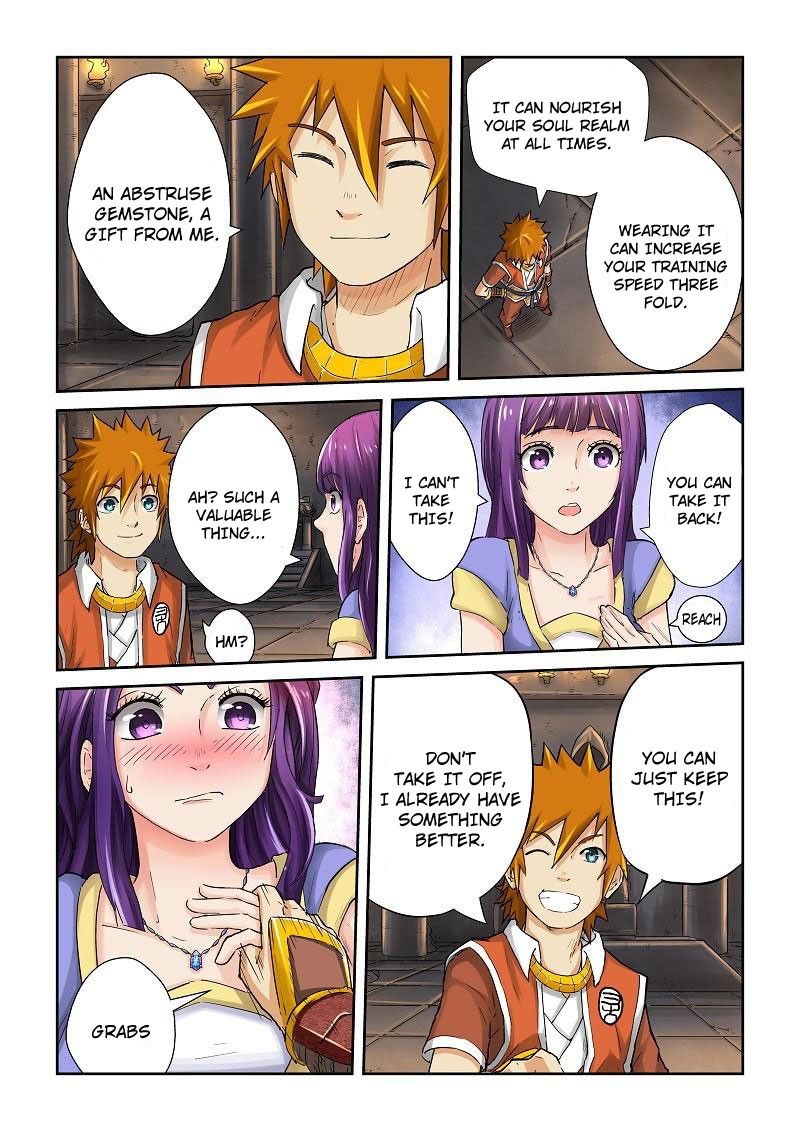 AN ABSTRUSE
GEMSTONE, A
GIFT FROM ME.
IT CAN NOURISH
YOUR SOUL REALM
AT ALL TIMES.
WEARING IT
CAN INCREASE
YOUR TRAINING
SPEED THREE
FOLD.
AH? SUCH A
VALUABLE
THING...
HM?
I CAN'T
TAKE
THIS!
YOU CAN
TAKE IT
BACK!
REACH
GRABS
DON'T
TAKE IT OFF,
I ALREADY HAVE
SOMETHING
BETTER.
YOU CAN
JUST KEEP
THIS!